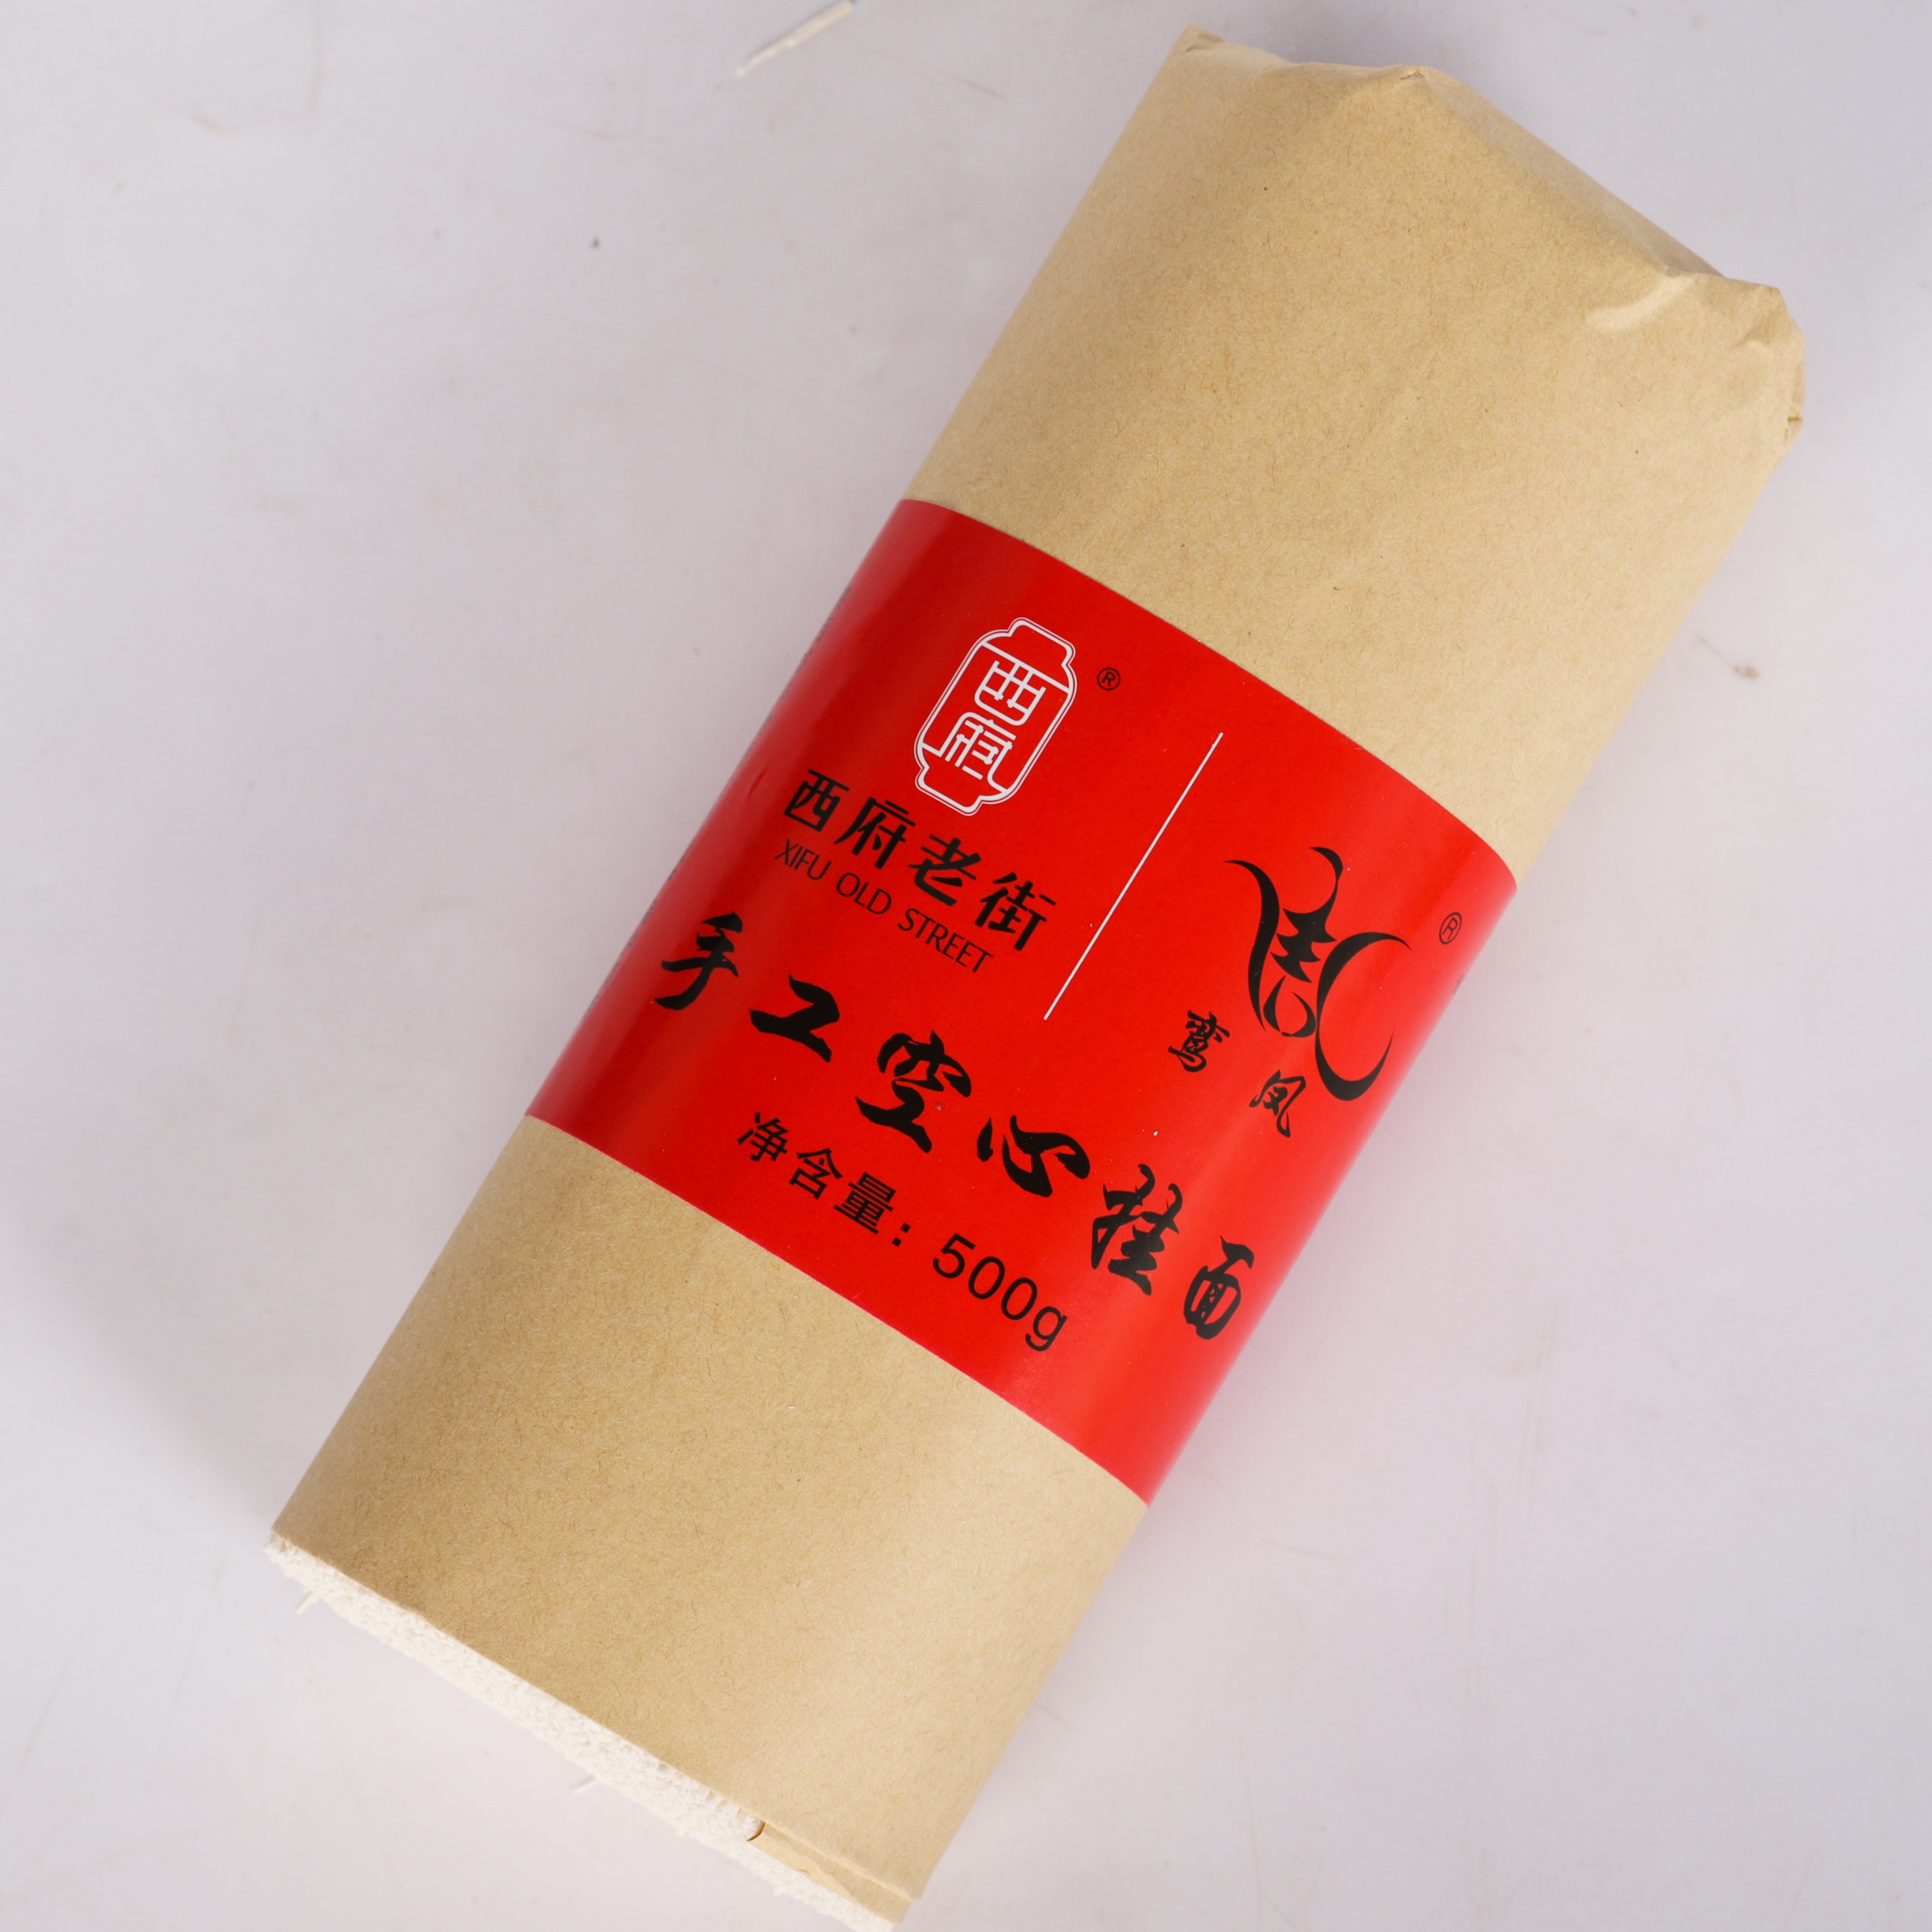 西府
®
西府老街
XIFU OLD STREET
®
鸾凤
手工空心挂面
净含量：500g